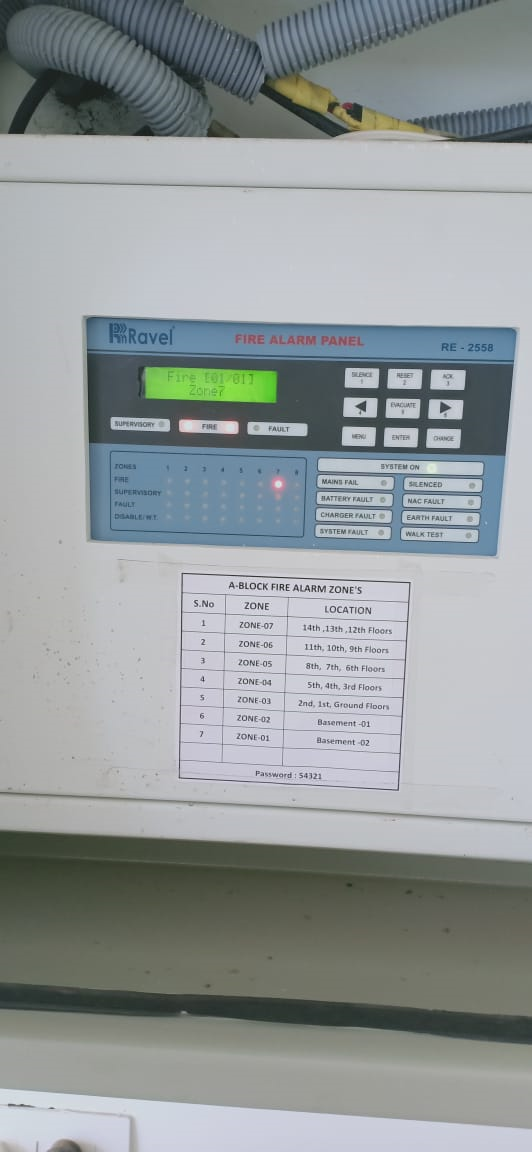 Ravel
FIRE ALARM PANEL
RE - 2558
Fire [01/01]
Zone7
SILENCE
1
RESET
2
ACK
3
4
EVACUATE
5
6
MENU
ENTER
CHANGE
SUPERVISORY
FIRE
FAULT
ZONES 1 2 3 4 5 6 7 8
FIRE
SUPERVISORY
FAULT
DISABLE/W.T.
SYSTEM ON
MAINS FAIL SILENCED
BATTERY FAULT NAC FAULT
CHARGER FAULT EARTH FAULT
SYSTEM FAULT WALK TEST
A-BLOCK FIRE ALARM ZONE'S
S.No ZONE LOCATION
1 ZONE-07 14th ,13th ,12th Floors
2 ZONE-06 11th, 10th, 9th Floors
3 ZONE-05 8th, 7th, 6th Floors
4 ZONE-04 5th, 4th, 3rd Floors
5 ZONE-03 2nd, 1st, Ground Floors
6 ZONE-02 Basement -01
7 ZONE-01 Basement -02
Password : 54321